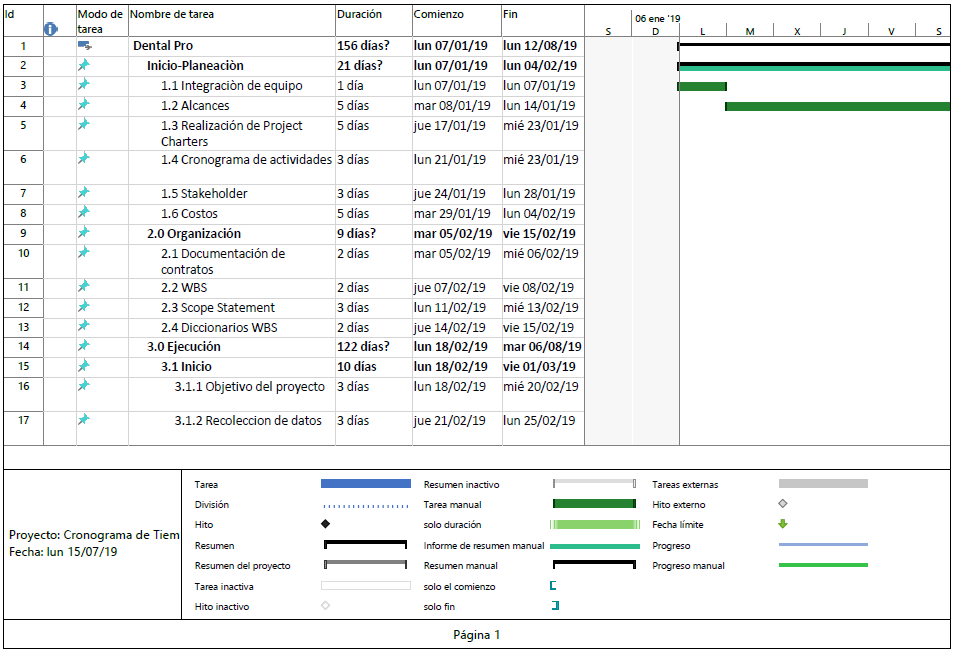 Id Modo de tarea Nombre de tarea Duración Comienzo Fin
06 ene '19
S D L M X J V S
1 Dental Pro 156 días? lun 07/01/19 lun 12/08/19
2 Inicio-Planeaciòn 21 días? lun 07/01/19 lun 04/02/19
3 1.1 Integraciòn de equipo 1 día lun 07/01/19 lun 07/01/19
4 1.2 Alcances 5 días mar 08/01/19 lun 14/01/19
5 1.3 Realización de Project Charters 5 días jue 17/01/19 mié 23/01/19
6 1.4 Cronograma de actividades 3 días lun 21/01/19 mié 23/01/19
7 1.5 Stakeholder 3 días jue 24/01/19 lun 28/01/19
8 1.6 Costos 5 días mar 29/01/19 lun 04/02/19
9 2.0 Organización 9 días? mar 05/02/19 vie 15/02/19
10 2.1 Documentación de contratos 2 días mar 05/02/19 mié 06/02/19
11 2.2 WBS 2 días jue 07/02/19 vie 08/02/19
12 2.3 Scope Statement 3 días lun 11/02/19 mié 13/02/19
13 2.4 Diccionarios WBS 2 días jue 14/02/19 vie 15/02/19
14 3.0 Ejecución 122 días? lun 18/02/19 mar 06/08/19
15 3.1 Inicio 10 días lun 18/02/19 vie 01/03/19
16 3.1.1 Objetivo del proyecto 3 días lun 18/02/19 mié 20/02/19
17 3.1.2 Recoleccion de datos 3 días jue 21/02/19 lun 25/02/19
Proyecto: Cronograma de Tiem
Fecha: lun 15/07/19
Tarea
División
Hito
Resumen
Resumen del proyecto
Tarea inactiva
Hito inactivo
Resumen inactivo
Tarea manual
solo duración
Informe de resumen manual
Resumen manual
solo el comienzo
solo fin
Tareas externas
Hito externo
Fecha límite
Progreso
Progreso manual
Página 1